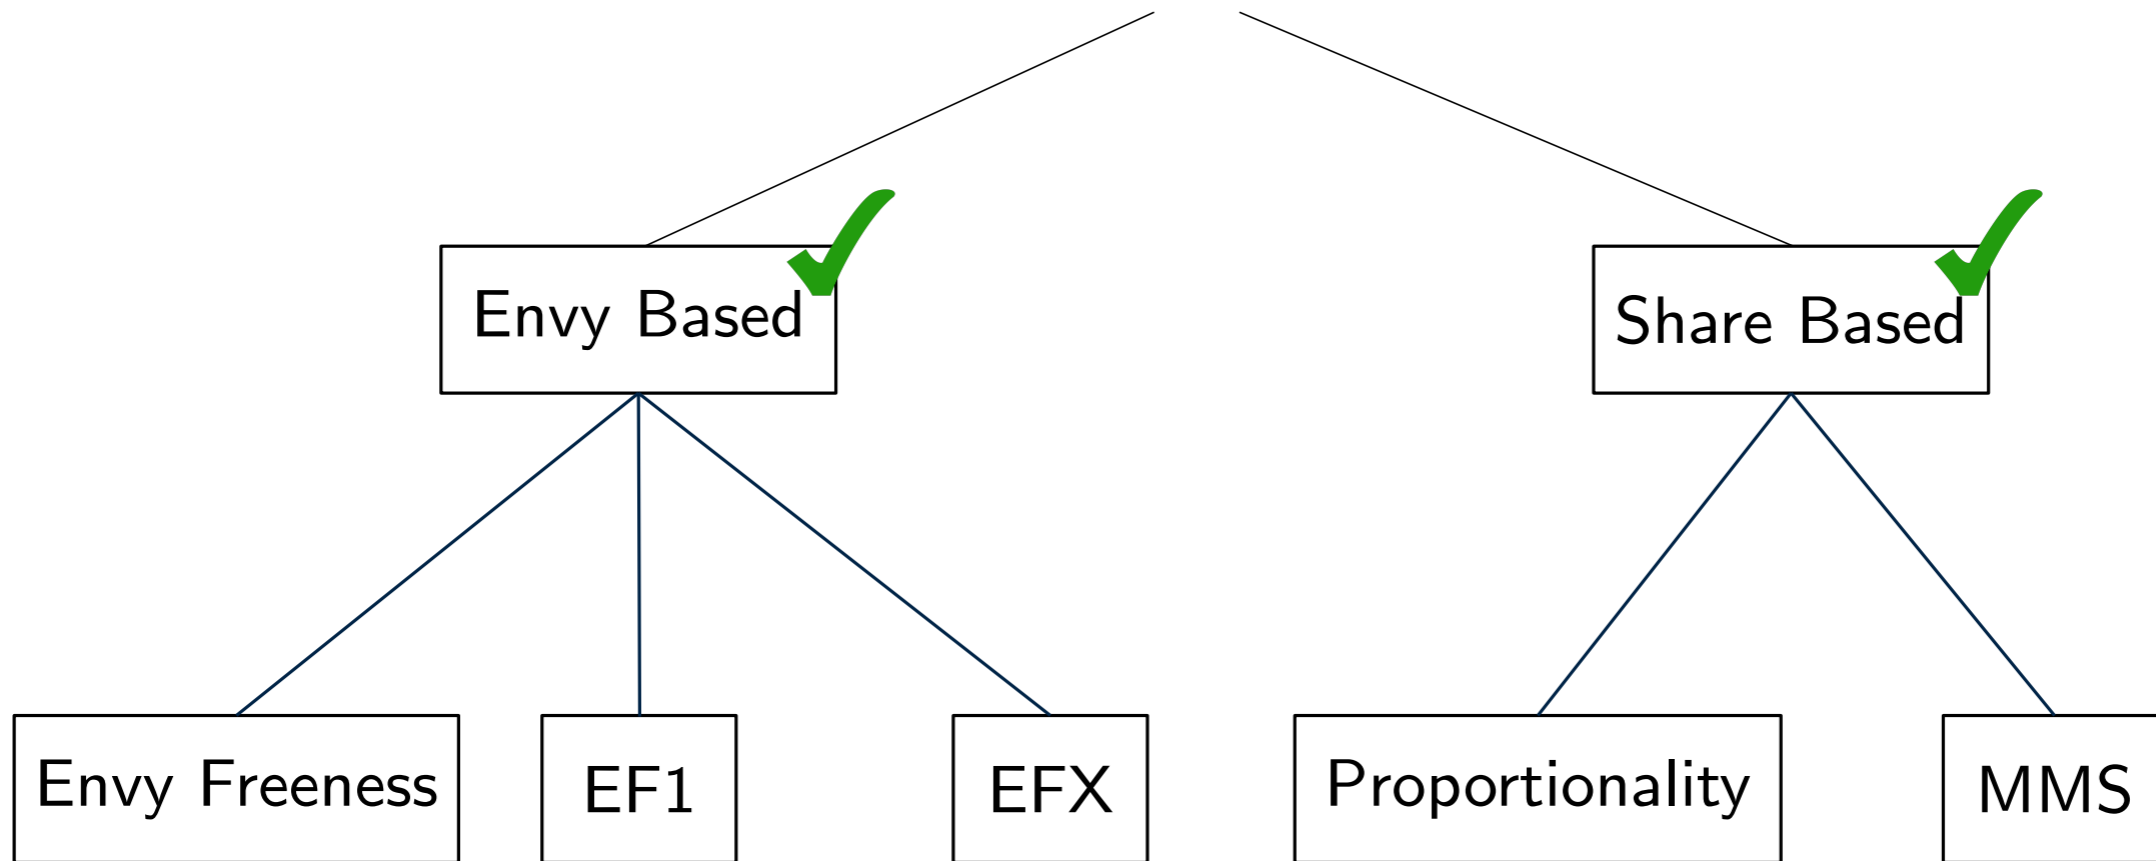 Envy Based
Share Based
Envy Freeness
EF1
EFX
Proportionality
MMS